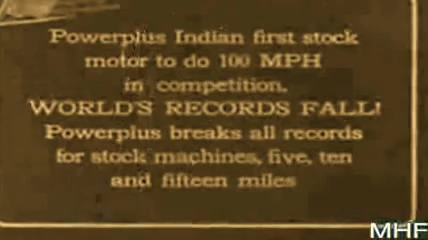 Powerplus Indian first stock
motor to do 100 MPH
in competition.
WORLD'S RECORDS FALL!
Powerplus breaks all records
for stock machines, five, ten
and fifteen miles
MHF